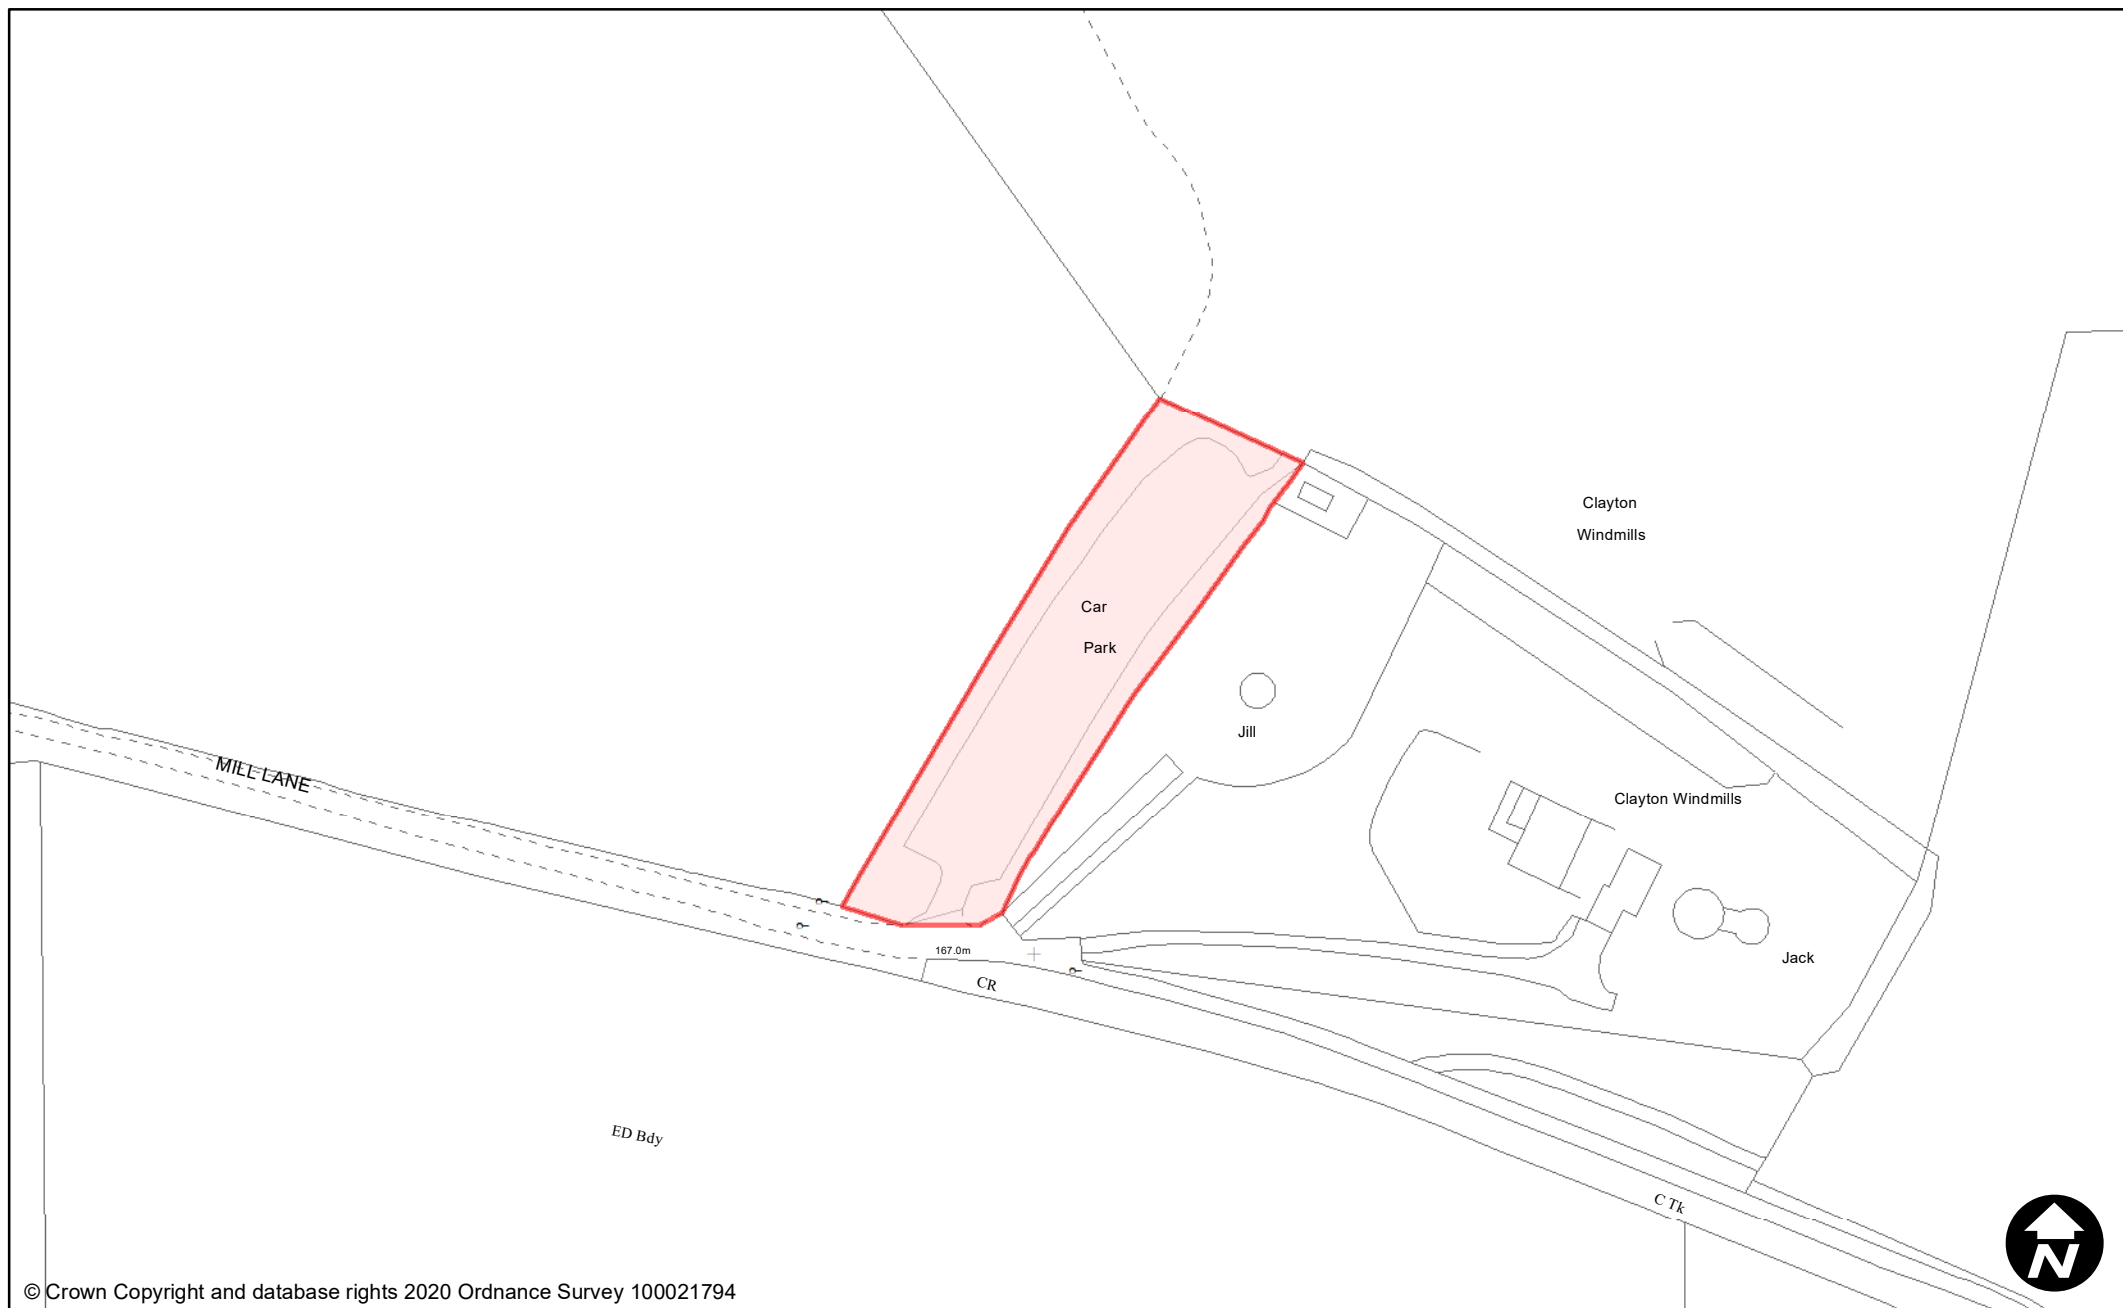 Clayton
Windmills
Car
Park
Jill
MILL LANE
Clayton Windmills
167.0m
Jack
CR
ED Bdy
C Tk
N
© Crown Copyright and database rights 2020 Ordnance Survey 100021794